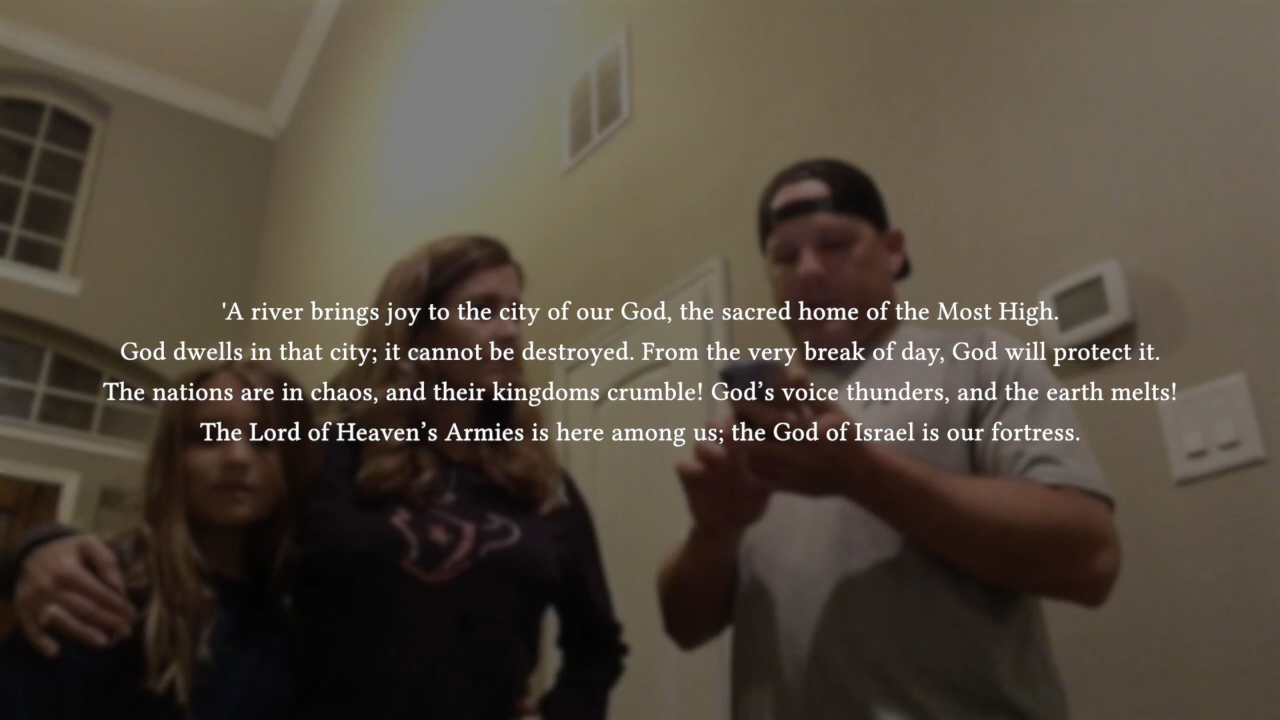 'A river brings joy to the city of our God, the sacred home of the Most High.
God dwells in that city; it cannot be destroyed. From the very break of day, God will protect it.
The nations are in chaos, and their kingdoms crumble! God’s voice thunders, and the earth melts!
The Lord of Heaven’s Armies is here among us; the God of Israel is our fortress.